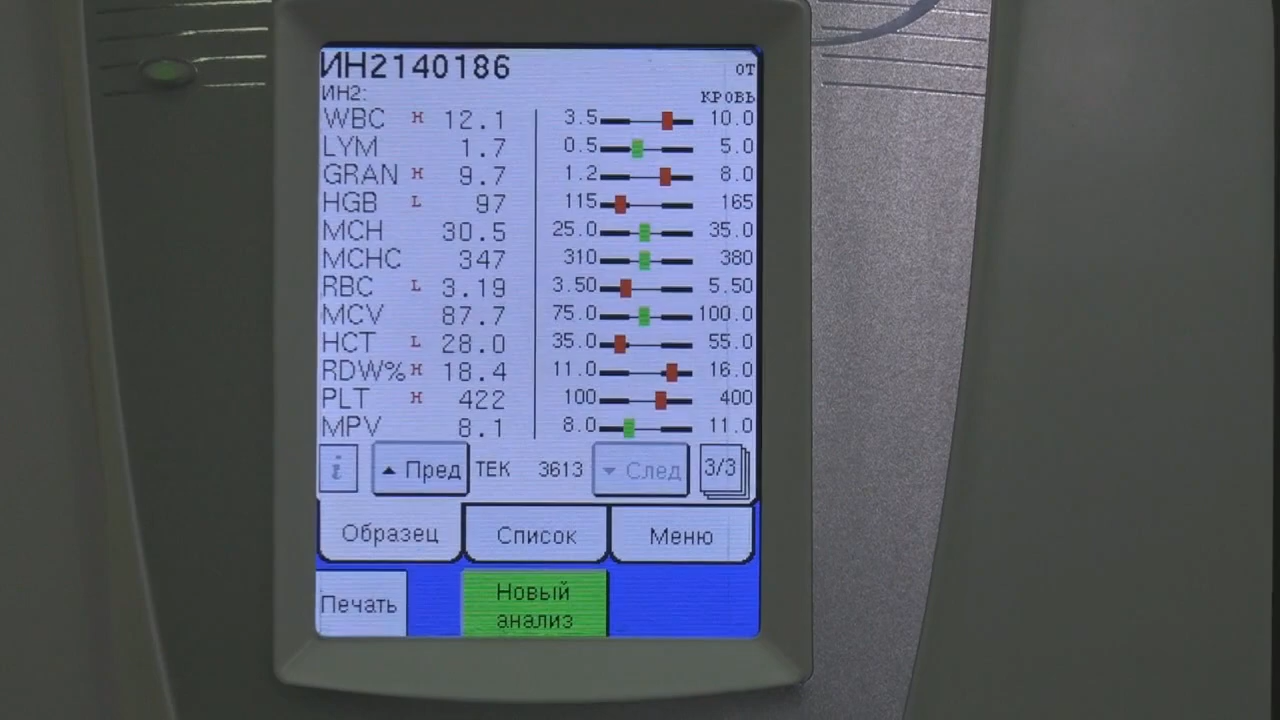 ИН2140186
от
ИН2:
КРОВЬ
WBC H 12.1 3.5 10.0
LYM 1.7 0.5 5.0
GRAN H 9.7 1.2 8.0
HGB L 97 115 165
MCH 30.5 25.0 35.0
MCHC 347 310 380
RBC L 3.19 3.50 5.50
MCV 87.7 75.0 100.0
HCT L 28.0 35.0 55.0
RDW% H 18.4 11.0 16.0
PLT H 422 100 400
MPV 8.1 8.0 11.0
i ▲ Пред ТЕК 3613 ▼ След 3/3
Образец Список Меню
Печать Новый
анализ